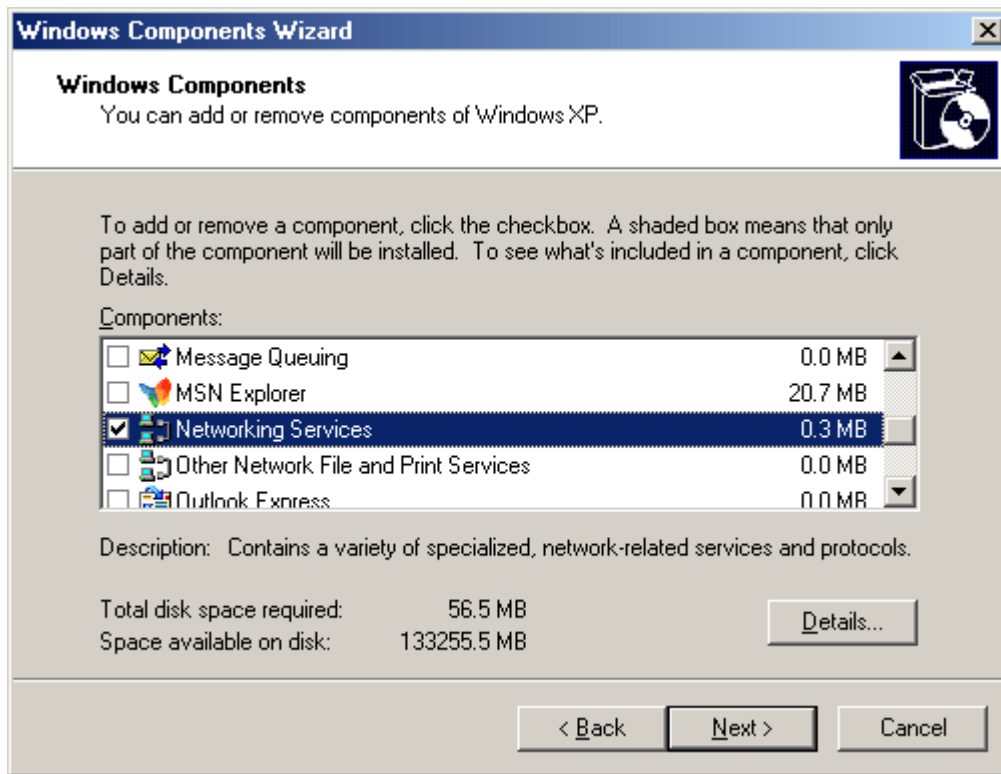 Windows Components Wizard
Windows Components
You can add or remove components of Windows XP.
To add or remove a component, click the checkbox. A shaded box means that only
part of the component will be installed. To see what's included in a component, click
Details.
Components:
Message Queuing 0.0 MB
MSN Explorer 20.7 MB
Networking Services 0.3 MB
Other Network File and Print Services 0.0 MB
Outlook Express 0.0 MB
Description: Contains a variety of specialized, network-related services and protocols.
Total disk space required: 56.5 MB
Space available on disk: 133255.5 MB
Details...
< Back Next > Cancel